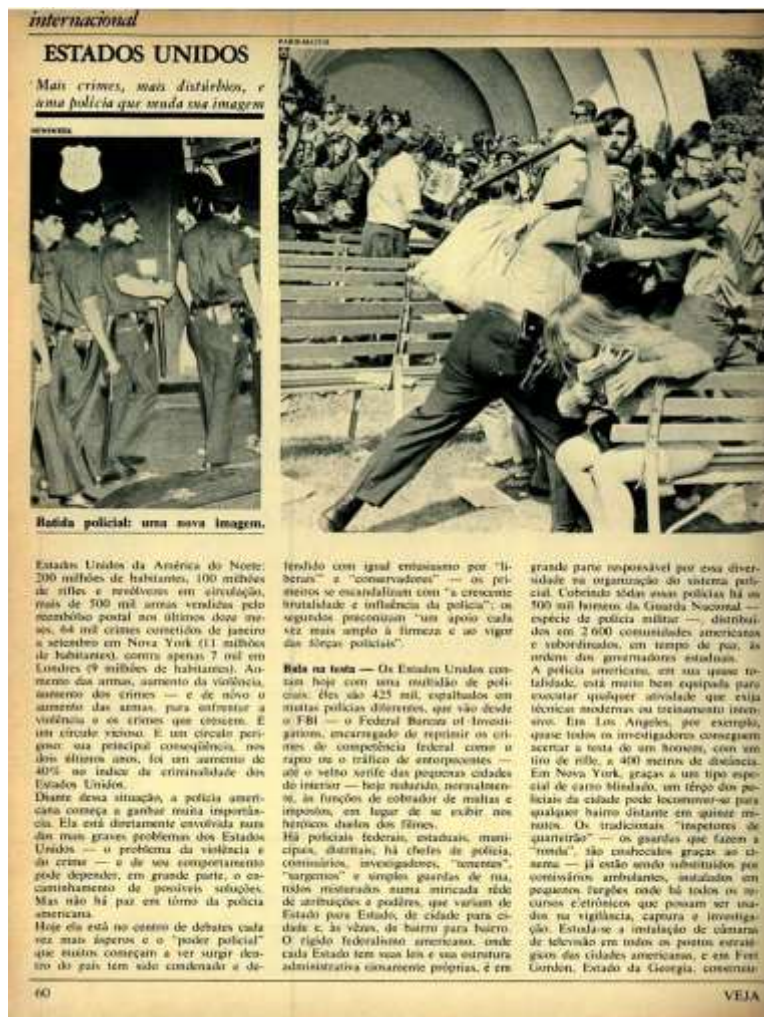 internacional
ESTADOS UNIDOS
Mais crimes, mais distúrbios, e
uma polícia que muda sua imagem
NEWSWEEK
PARIS-MATCH
Batida policial: uma nova imagem.
Estados Unidos da América do Norte:
200 milhões de habitantes, 100 milhões
de rifles e revólveres em circulação,
mais de 500 mil armas vendidas pelo
reembôlso postal nos últimos doze me-
ses, 64 mil crimes cometidos de janeiro
a setembro em Nova York (11 milhões
de habitantes), contra apenas 7 mil em
Londres (9 milhões de habitantes). Au-
mento das armas, aumento da violência,
aumento dos crimes — e de nôvo o
aumento das armas, para enfrentar a
violência e os crimes que crescem. É
um círculo vicioso. E um círculo peri-
goso: sua principal conseqüência, nos
dois últimos anos, foi um aumento de
40% no índice da criminalidade dos
Estados Unidos.
Diante dessa situação, a polícia ameri-
cana começa a ganhar muita importân-
cia. Ela está diretamente envolvida num
dos mais graves problemas dos Estados
Unidos — o problema da violência e
do crime — e de seu comportamento
pode depender, em grande parte, o en-
caminhamento de possíveis soluções.
Mas não há paz em tôrno da polícia
americana.
Hoje ela está no centro de debates cada
vez mais ásperos e o "poder policial"
que muitos começam a ver surgir den-
tro do país tem sido condenado e de-
fendido com igual entusiasmo por "li-
berais" e "conservadores" — os pri-
meiros se escandalizam com "a crescente
brutalidade e influência da polícia"; os
segundos preconizam "um apoio cada
vez mais amplo à firmeza e ao vigor
das fôrças policiais".
Bala na testa — Os Estados Unidos con-
tam hoje com uma multidão de poli-
ciais: êles são 425 mil, espalhados em
muitas polícias diferentes, que vão desde
o FBI — o Federal Bureau of Investi-
gations, encarregado de reprimir os cri-
mes de competência federal como o
rapto ou o tráfico de entorpecentes —
até o velho xerife das pequenas cidades
do interior — hoje reduzido, normalmen-
te, às funções de cobrador de multas e
impostos, em lugar de se exibir nos
heróicos duelos dos filmes.
Há policiais federais, estaduais, muni-
cipais, distritais; há chefes de polícia,
comissários, investigadores, "tenentes",
"sargentos" e simples guardas de rua,
todos misturados numa intricada rêde
de atribuições e podêres, que variam de
Estado para Estado, de cidade para ci-
dade e, às vêzes, de bairro para bairro.
O rígido federalismo americano, onde
cada Estado tem suas leis e sua estrutura
administrativa ciosamente próprias, é em
grande parte responsável por essa diver-
sidade na organização do sistema poli-
cial. Cobrindo tôdas essas polícias há os
500 mil homens da Guarda Nacional —
espécie de polícia militar —, distribuí-
dos em 2 600 comunidades americanas
e subordinados, em tempo de paz, às
ordens dos governadores estaduais.
A polícia americana, em sua quase to-
talidade, está muito bem equipada para
executar qualquer atividade que exija
técnicas modernas ou treinamento inten-
sivo. Em Los Angeles, por exemplo,
quase todos os investigadores conseguem
acertar a testa de um homem, com um
tiro de rifle, a 400 metros de distância.
Em Nova York, graças a um tipo espe-
cial de carro blindado, um têrço dos po-
liciais da cidade pode locomover-se para
qualquer bairro distante em quinze mi-
nutos. Os tradicionais "inspetores de
quarteirão" — os guardas que fazem a
"ronda", tão conhecidos graças ao ci-
nema — já estão sendo substituídos por
comissários ambulantes, instalados em
pequenos furgões onde há todos os re-
cursos eletrônicos que possam ser usa-
dos na vigilância, captura e investiga-
ção. Estuda-se a instalação de câmaras
de televisão em todos os pontos estraté-
gicos das cidades americanas, e em Fort
Gordon, Estado da Georgia, construiu-
60
VEJA